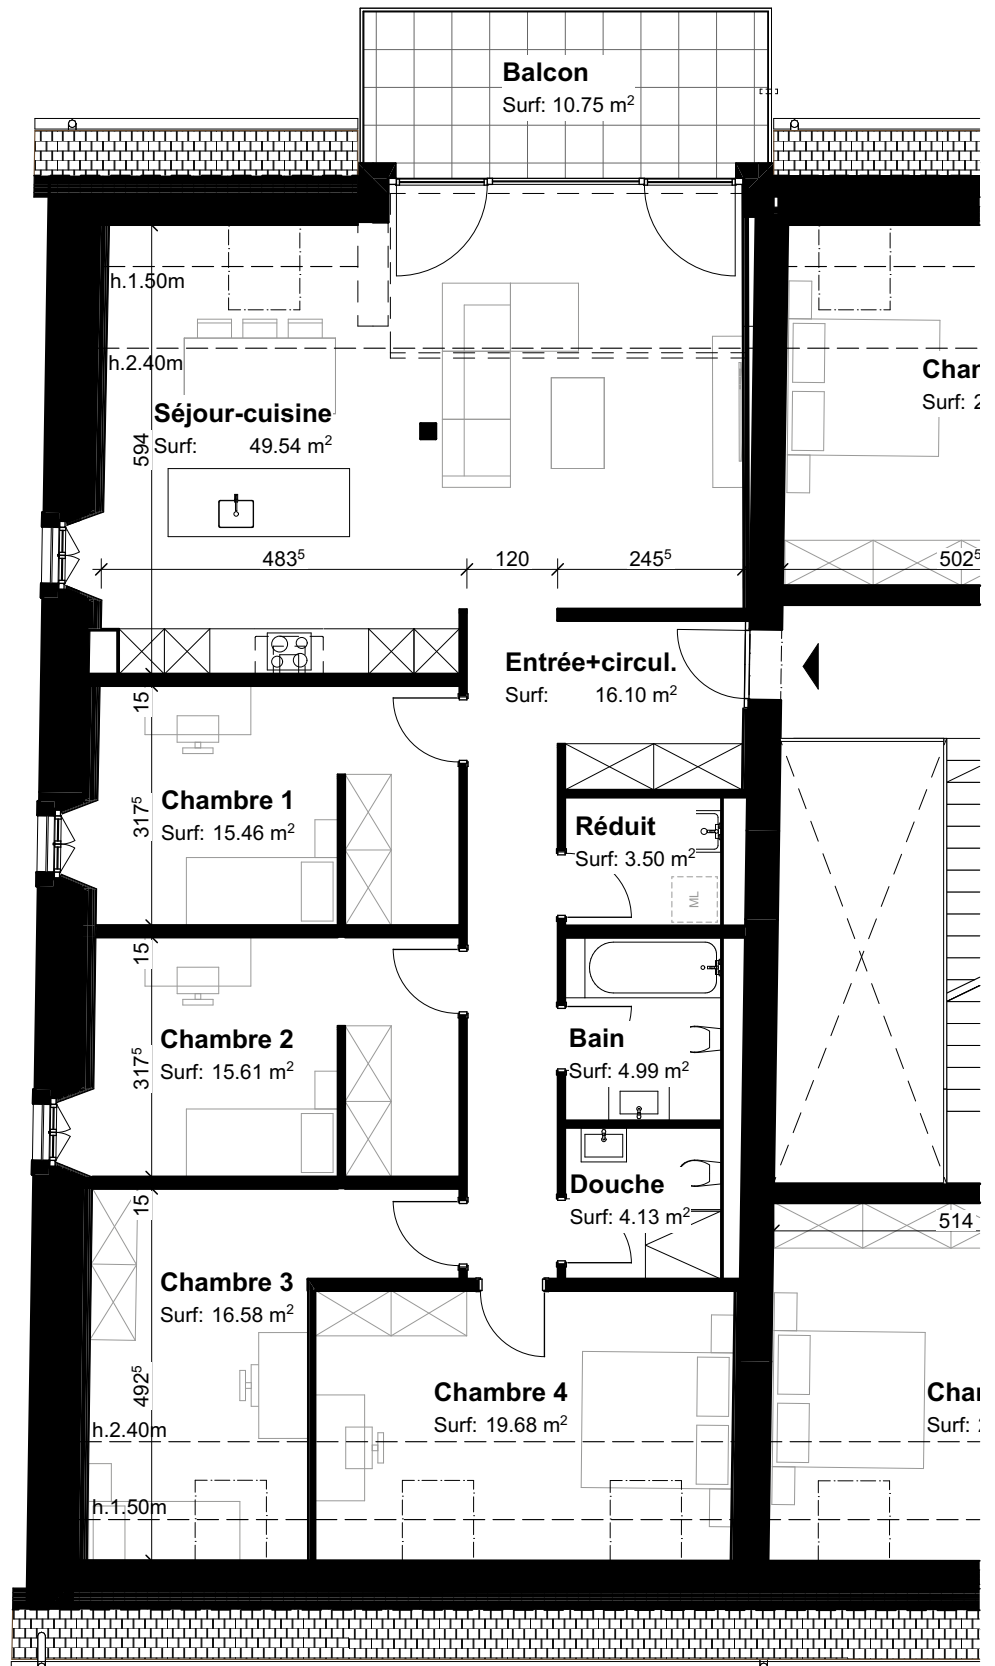 Balcon
Surf: 10.75 m²
h.1.50m
h.2.40m
Séjour-cuisine
Surf: 49.54 m²
594
483⁵
120
245⁵
502⁵
Char
Surf: 2
Entrée+circul.
Surf: 16.10 m²
15
Chambre 1
Surf: 15.46 m²
317⁵
Réduit
Surf: 3.50 m²
ML
15
Chambre 2
Surf: 15.61 m²
317⁵
Bain
Surf: 4.99 m²
Douche
Surf: 4.13 m²
15
514
Chambre 3
Surf: 16.58 m²
492⁵
Chambre 4
Surf: 19.68 m²
Char
Surf:
h.2.40m
h.1.50m